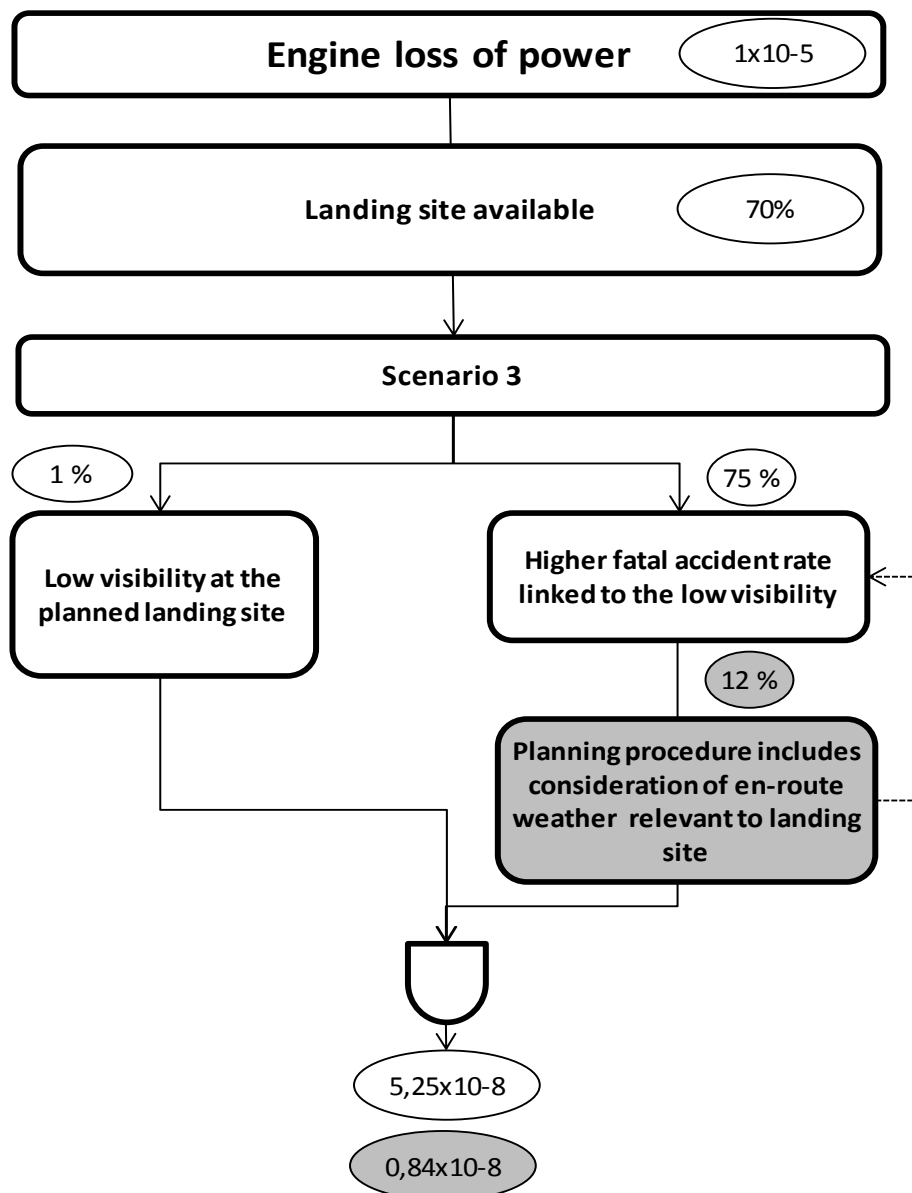 Engine loss of power
1x10-5
Landing site available
70%
Scenario 3
1 %
75 %
Low visibility at the
planned landing site
Higher fatal accident rate
linked to the low visibility
12 %
Planning procedure includes
consideration of en-route
weather relevant to landing
site
5,25x10-8
0,84x10-8